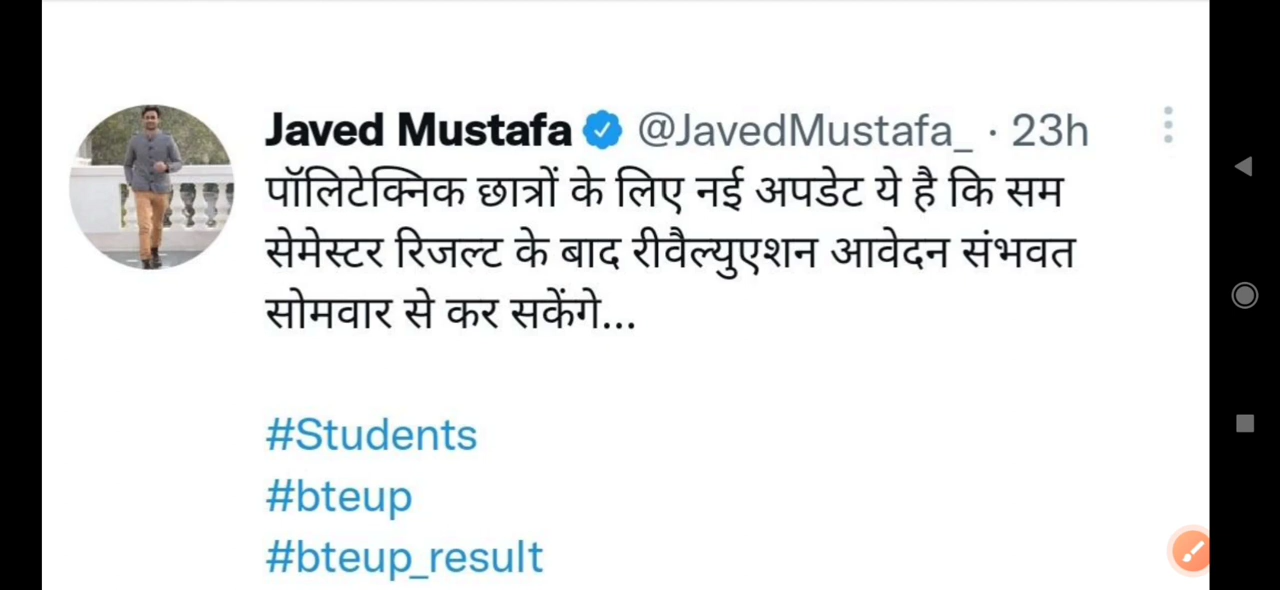 Javed Mustafa @JavedMustafa_ · 23h
पॉलिटेक्निक छात्रों के लिए नई अपडेट ये है कि सम
सेमेस्टर रिजल्ट के बाद रीवैल्युएशन आवेदन संभवत
सोमवार से कर सकेंगे...
#Students
#bteup
#bteup_result